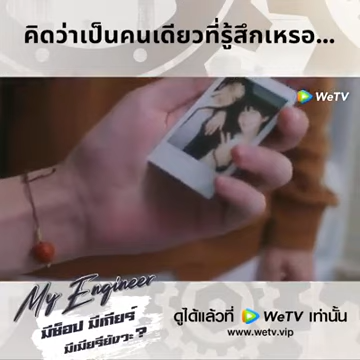 คิดว่าเป็นคนเดียวที่รู้สึกเหรอ...
WeTV
My Engineer
มีช็อป มีเกียร์
มีเมียรึยังวะ?
ดูได้แล้วที่ WeTV เท่านั้น
www.wetv.vip